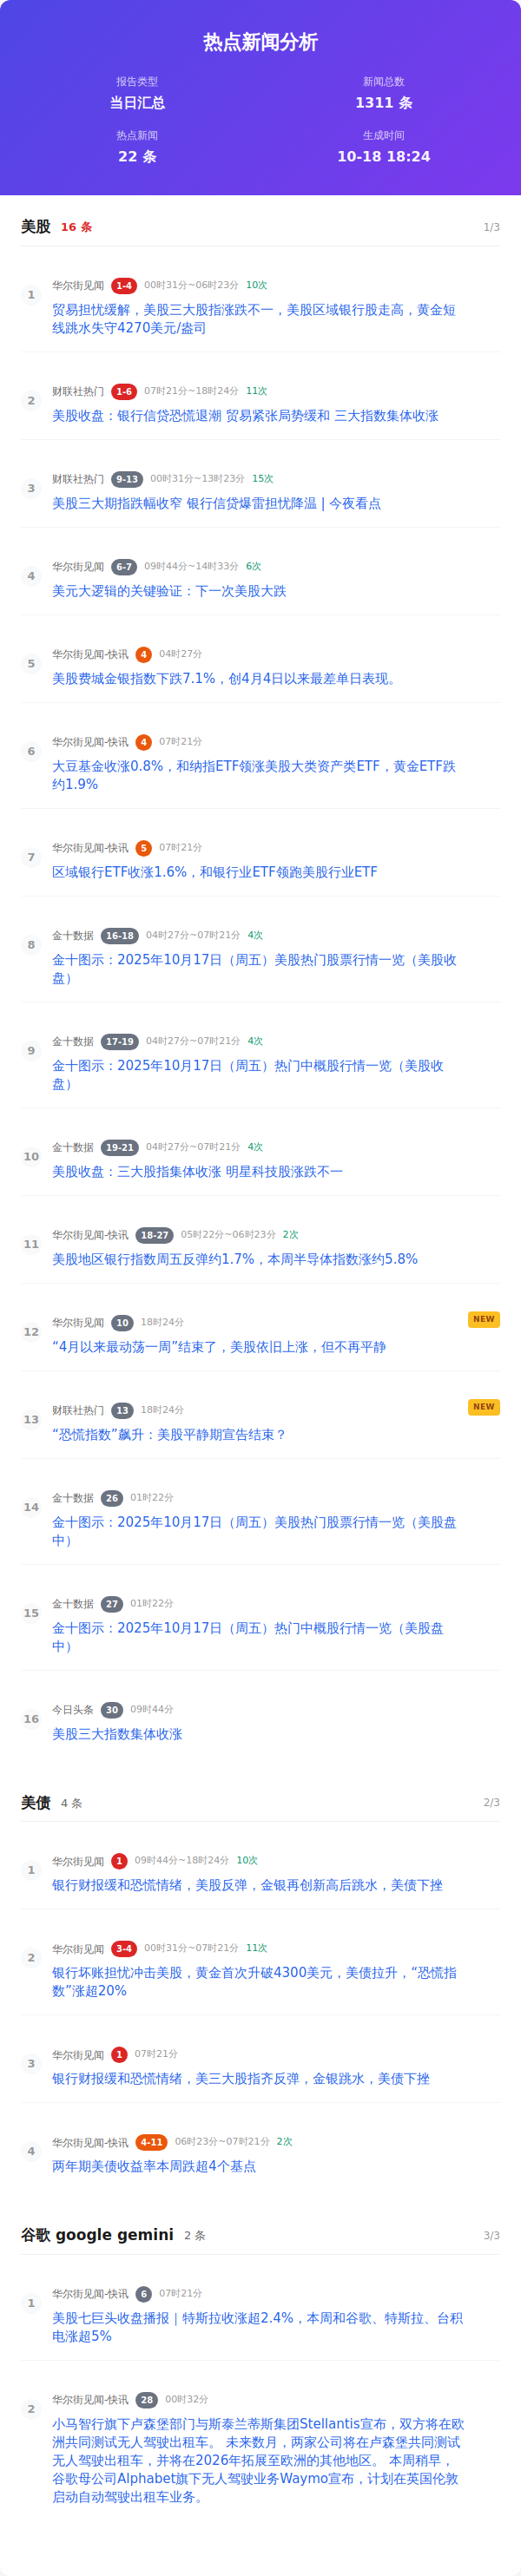 热点新闻分析
报告类型
当日汇总
新闻总数
1311 条
热点新闻
22 条
生成时间
10-18 18:24
美股 16 条 1/3
1 华尔街见闻 1-4 00时31分~06时23分 10次
贸易担忧缓解，美股三大股指涨跌不一，美股区域银行股走高，黄金短
线跳水失守4270美元/盎司
2 财联社热门 1-6 07时21分~18时24分 11次
美股收盘：银行信贷恐慌退潮 贸易紧张局势缓和 三大指数集体收涨
3 财联社热门 9-13 00时31分~13时23分 15次
美股三大期指跌幅收窄 银行信贷爆雷担忧降温 | 今夜看点
4 华尔街见闻 6-7 09时44分~14时33分 6次
美元大逻辑的关键验证：下一次美股大跌
5 华尔街见闻-快讯 4 04时27分
美股费城金银指数下跌7.1%，创4月4日以来最差单日表现。
6 华尔街见闻-快讯 4 07时21分
大豆基金收涨0.8%，和纳指ETF领涨美股大类资产类ETF，黄金ETF跌
约1.9%
7 华尔街见闻-快讯 5 07时21分
区域银行ETF收涨1.6%，和银行业ETF领跑美股行业ETF
8 金十数据 16-18 04时27分~07时21分 4次
金十图示：2025年10月17日（周五）美股热门股票行情一览（美股收
盘）
9 金十数据 17-19 04时27分~07时21分 4次
金十图示：2025年10月17日（周五）热门中概股行情一览（美股收
盘）
10 金十数据 19-21 04时27分~07时21分 4次
美股收盘：三大股指集体收涨 明星科技股涨跌不一
11 华尔街见闻-快讯 18-27 05时22分~06时23分 2次
美股地区银行指数周五反弹约1.7%，本周半导体指数涨约5.8%
12 华尔街见闻 10 18时24分 NEW
“4月以来最动荡一周”结束了，美股依旧上涨，但不再平静
13 财联社热门 13 18时24分 NEW
“恐慌指数”飙升：美股平静期宣告结束？
14 金十数据 26 01时22分
金十图示：2025年10月17日（周五）美股热门股票行情一览（美股盘
中）
15 金十数据 27 01时22分
金十图示：2025年10月17日（周五）热门中概股行情一览（美股盘
中）
16 今日头条 30 09时44分
美股三大指数集体收涨
美债 4 条 2/3
1 华尔街见闻 1 09时44分~18时24分 10次
银行财报缓和恐慌情绪，美股反弹，金银再创新高后跳水，美债下挫
2 华尔街见闻 3-4 00时31分~07时21分 11次
银行坏账担忧冲击美股，黄金首次升破4300美元，美债拉升，“恐慌指
数”涨超20%
3 华尔街见闻 1 07时21分
银行财报缓和恐慌情绪，美三大股指齐反弹，金银跳水，美债下挫
4 华尔街见闻-快讯 4-11 06时23分~07时21分 2次
两年期美债收益率本周跌超4个基点
谷歌 google gemini 2 条 3/3
1 华尔街见闻-快讯 6 07时21分
美股七巨头收盘播报｜特斯拉收涨超2.4%，本周和谷歌、特斯拉、台积
电涨超5%
2 华尔街见闻-快讯 28 00时32分
小马智行旗下卢森堡部门与斯泰兰蒂斯集团Stellantis宣布，双方将在欧
洲共同测试无人驾驶出租车。 未来数月，两家公司将在卢森堡共同测试
无人驾驶出租车，并将在2026年拓展至欧洲的其他地区。 本周稍早，
谷歌母公司Alphabet旗下无人驾驶业务Waymo宣布，计划在英国伦敦
启动自动驾驶出租车业务。